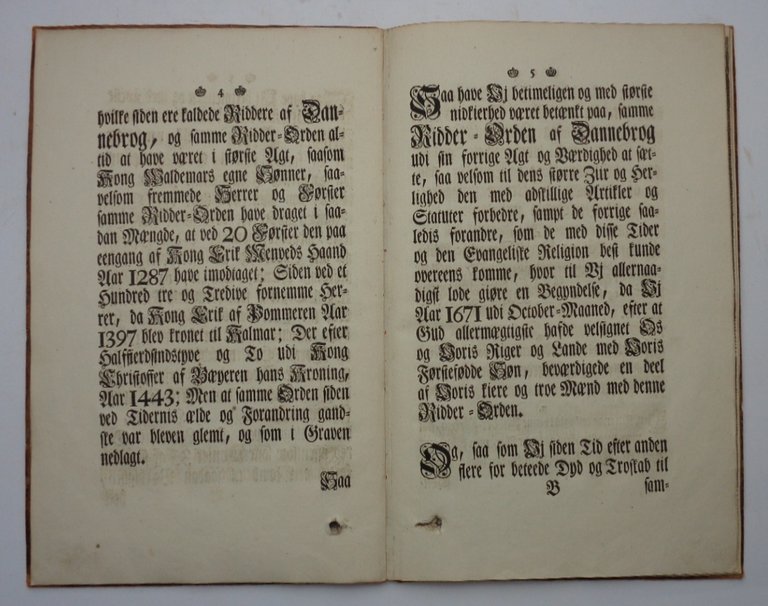 4
hvilke siden ere kaldede Riddere af Dan-
nebrog, og samme Ridder-Orden al-
tid at have været i største Agt, saasom
Kong Waldemars egne Sønner, saa-
velsom fremmede Herrer og Førster
samme Ridder-Orden have draget i saa-
dan Mængde, at ved 20 Førster den paa
eengang af Kong Erik Menveds Haand
Aar 1287 have imodtaget; Siden ved et
Hundred tre og Tredive fornemme Her-
rer, da Kong Erik af Pommeren Aar
1397 blev kronet til Kalmar; Der efter
Halffierdsindstyve og To udi Kong
Christoffer af Bæyeren hans Kroning,
Aar 1443; Men at samme Orden siden
ved Tidernis ælde og Forandring gand-
ske var bleven glemt, og som i Graven
nedlagt.
Saa
5
Saa have Vj betimeligen og med største
nidkierhed været betænkt paa, samme
Ridder-Orden af Dannebrog
udi sin forrige Agt og Værdighed at sæt-
te, saa velsom til dens større Ziir og Her-
lighed den med adskillige Artikler og
Statuter forbedre, sampt de forrige saa-
ledis forandre, som de med disse Tider
og den Evangeliske Religion best kunde
overeens komme, hvor til Vj allernaa-
digst lode giøre en Begyndelse, da Vj
Aar 1671 udi October-Maaned, efter at
Gud allermægtigste hafde velsignet Os
og Voris Riger og Lande med Voris
Førstefødde Søn, beværdigede en deel
af Voris kiere og troe Mænd med denne
Ridder-Orden.
Og, saa som Vj siden Tid efter anden
flere for beteede Dyd og Troskab til
B sam-